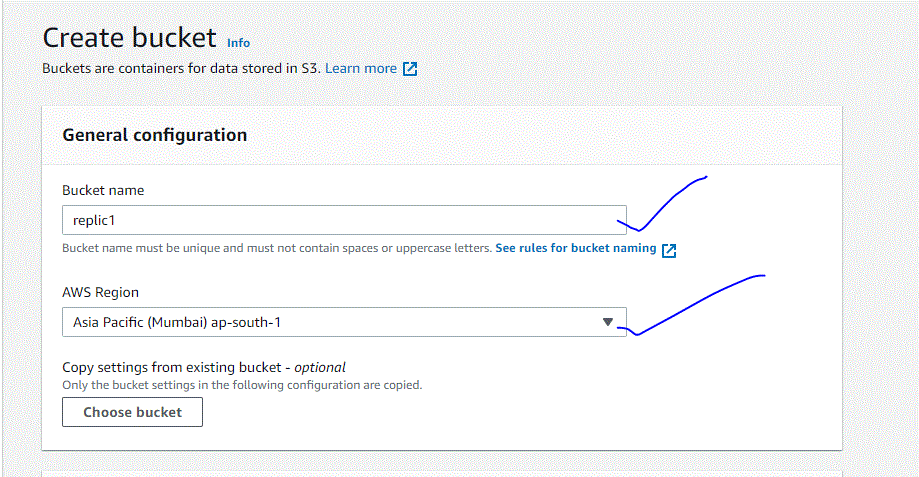 Create bucket Info
Buckets are containers for data stored in S3. Learn more
General configuration
Bucket name
replic1
Bucket name must be unique and must not contain spaces or uppercase letters. See rules for bucket naming
AWS Region
Asia Pacific (Mumbai) ap-south-1
Copy settings from existing bucket - optional
Only the bucket settings in the following configuration are copied.
Choose bucket